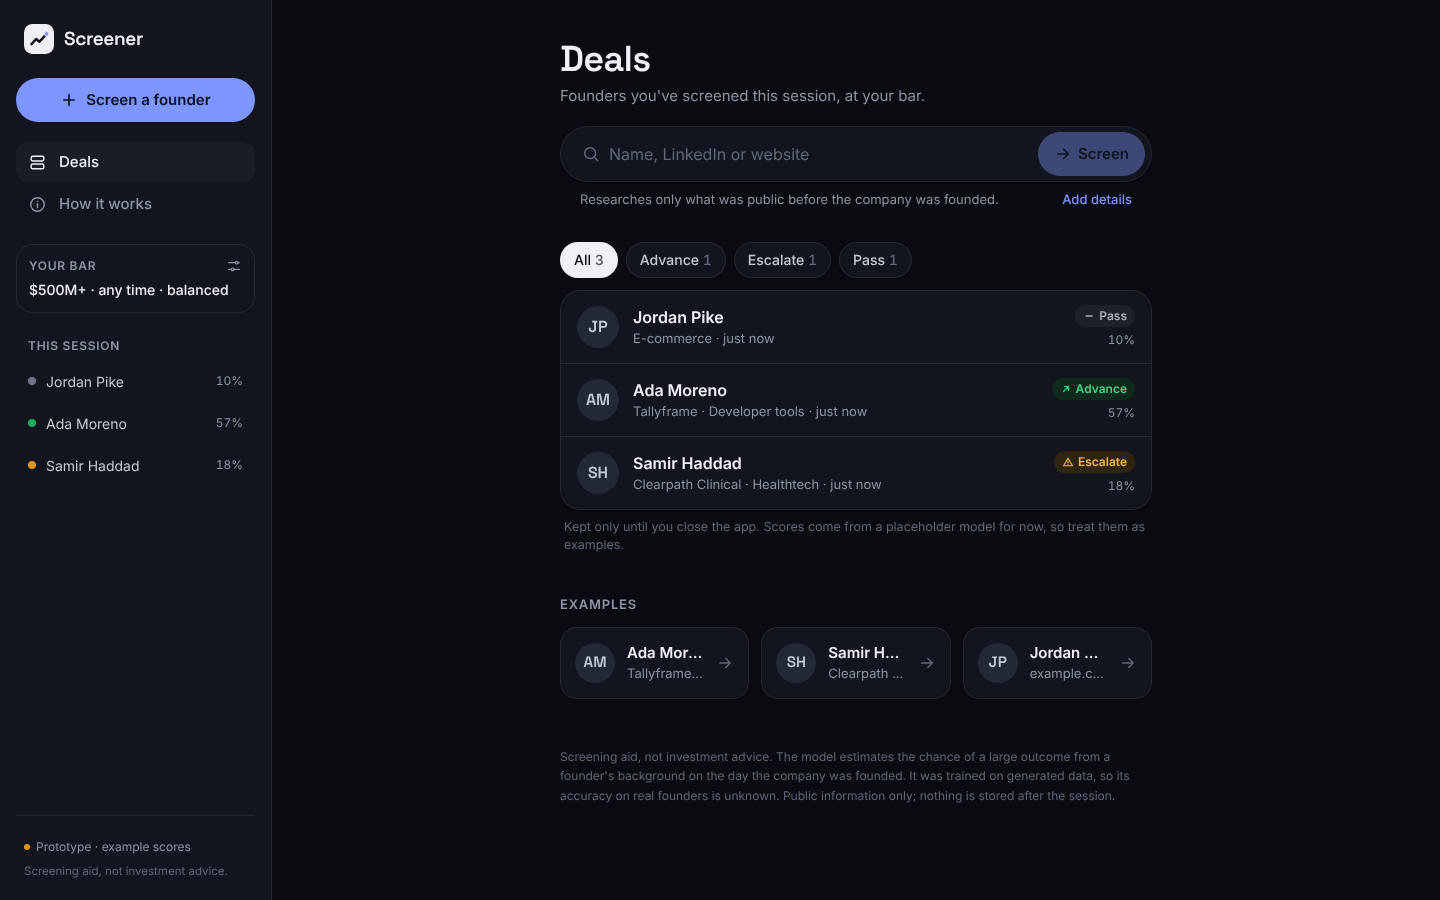 Screener
Screen a founder
Deals
How it works
YOUR BAR
$500M+ · any time · balanced
THIS SESSION
Jordan Pike 10%
Ada Moreno 57%
Samir Haddad 18%
Prototype · example scores
Screening aid, not investment advice.
Deals
Founders you've screened this session, at your bar.
Name, LinkedIn or website
Screen
Researches only what was public before the company was founded.
Add details
All 3
Advance 1
Escalate 1
Pass 1
JP
Jordan Pike
E-commerce · just now
Pass
10%
AM
Ada Moreno
Tallyframe · Developer tools · just now
Advance
57%
SH
Samir Haddad
Clearpath Clinical · Healthtech · just now
Escalate
18%
Kept only until you close the app. Scores come from a placeholder model for now, so treat them as
examples.
EXAMPLES
AM
Ada Mor...
Tallyframe...
SH
Samir H...
Clearpath ...
JP
Jordan ...
example.c...
Screening aid, not investment advice. The model estimates the chance of a large outcome from a
founder's background on the day the company was founded. It was trained on generated data, so its
accuracy on real founders is unknown. Public information only; nothing is stored after the session.